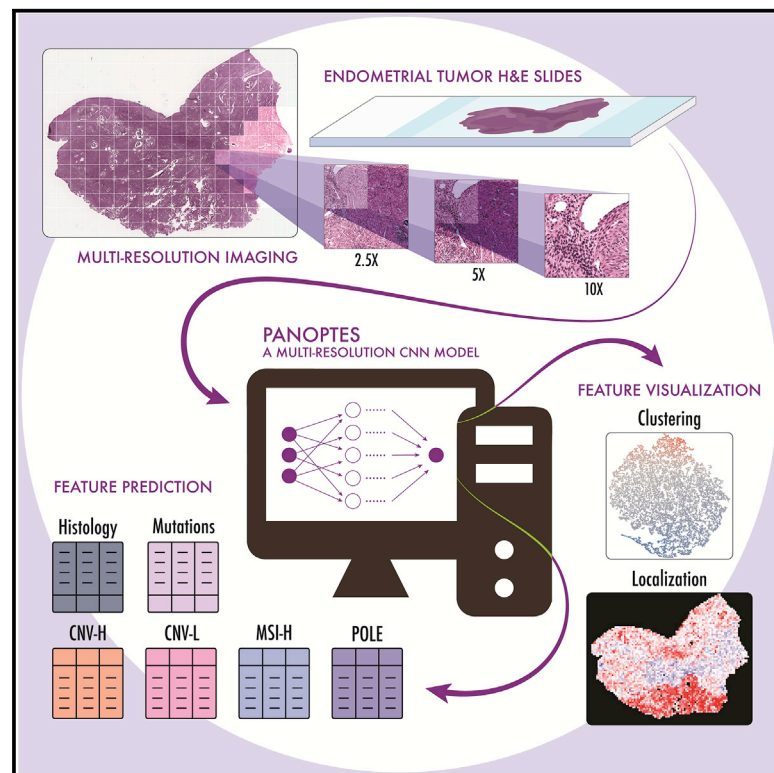 ENDOMETRIAL TUMOR H&E SLIDES
MULTI-RESOLUTION IMAGING
2.5X
5X
10X
PANOPTES
A MULTI-RESOLUTION CNN MODEL
FEATURE VISUALIZATION
Clustering
Localization
FEATURE PREDICTION
Histology
Mutations
CNV-H
CNV-L
MSI-H
POLE